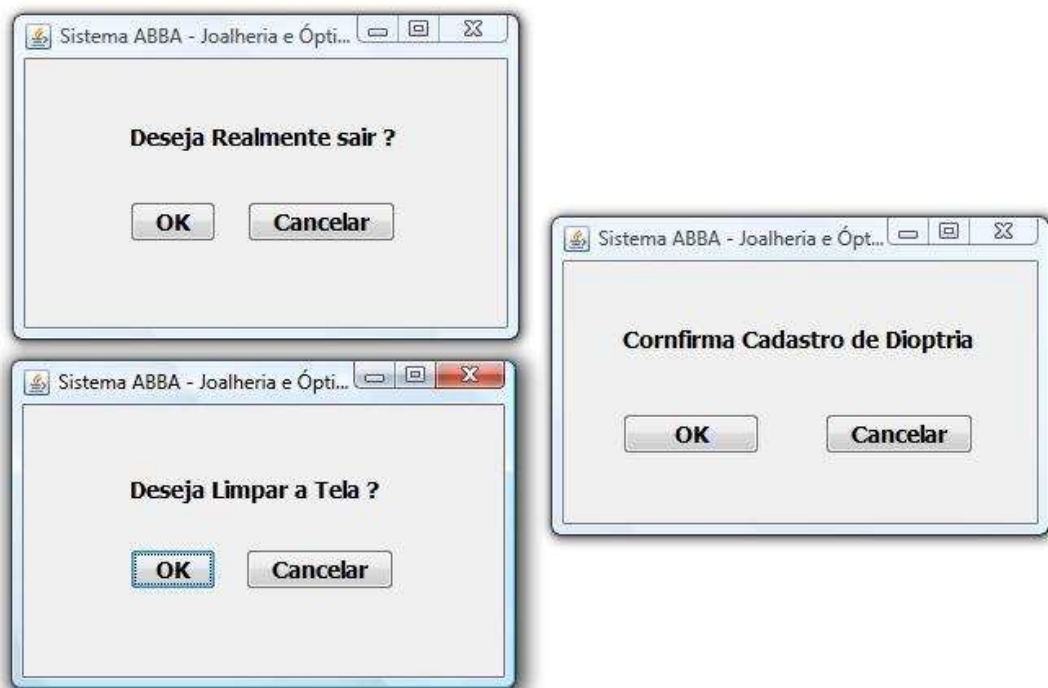 Sistema ABBA - Joalheria e Ópti...
Deseja Realmente sair ?
OK Cancelar
Sistema ABBA - Joalheria e Ópt...
Cornfirma Cadastro de Dioptria
OK Cancelar
Sistema ABBA - Joalheria e Ópti...
Deseja Limpar a Tela ?
OK Cancelar